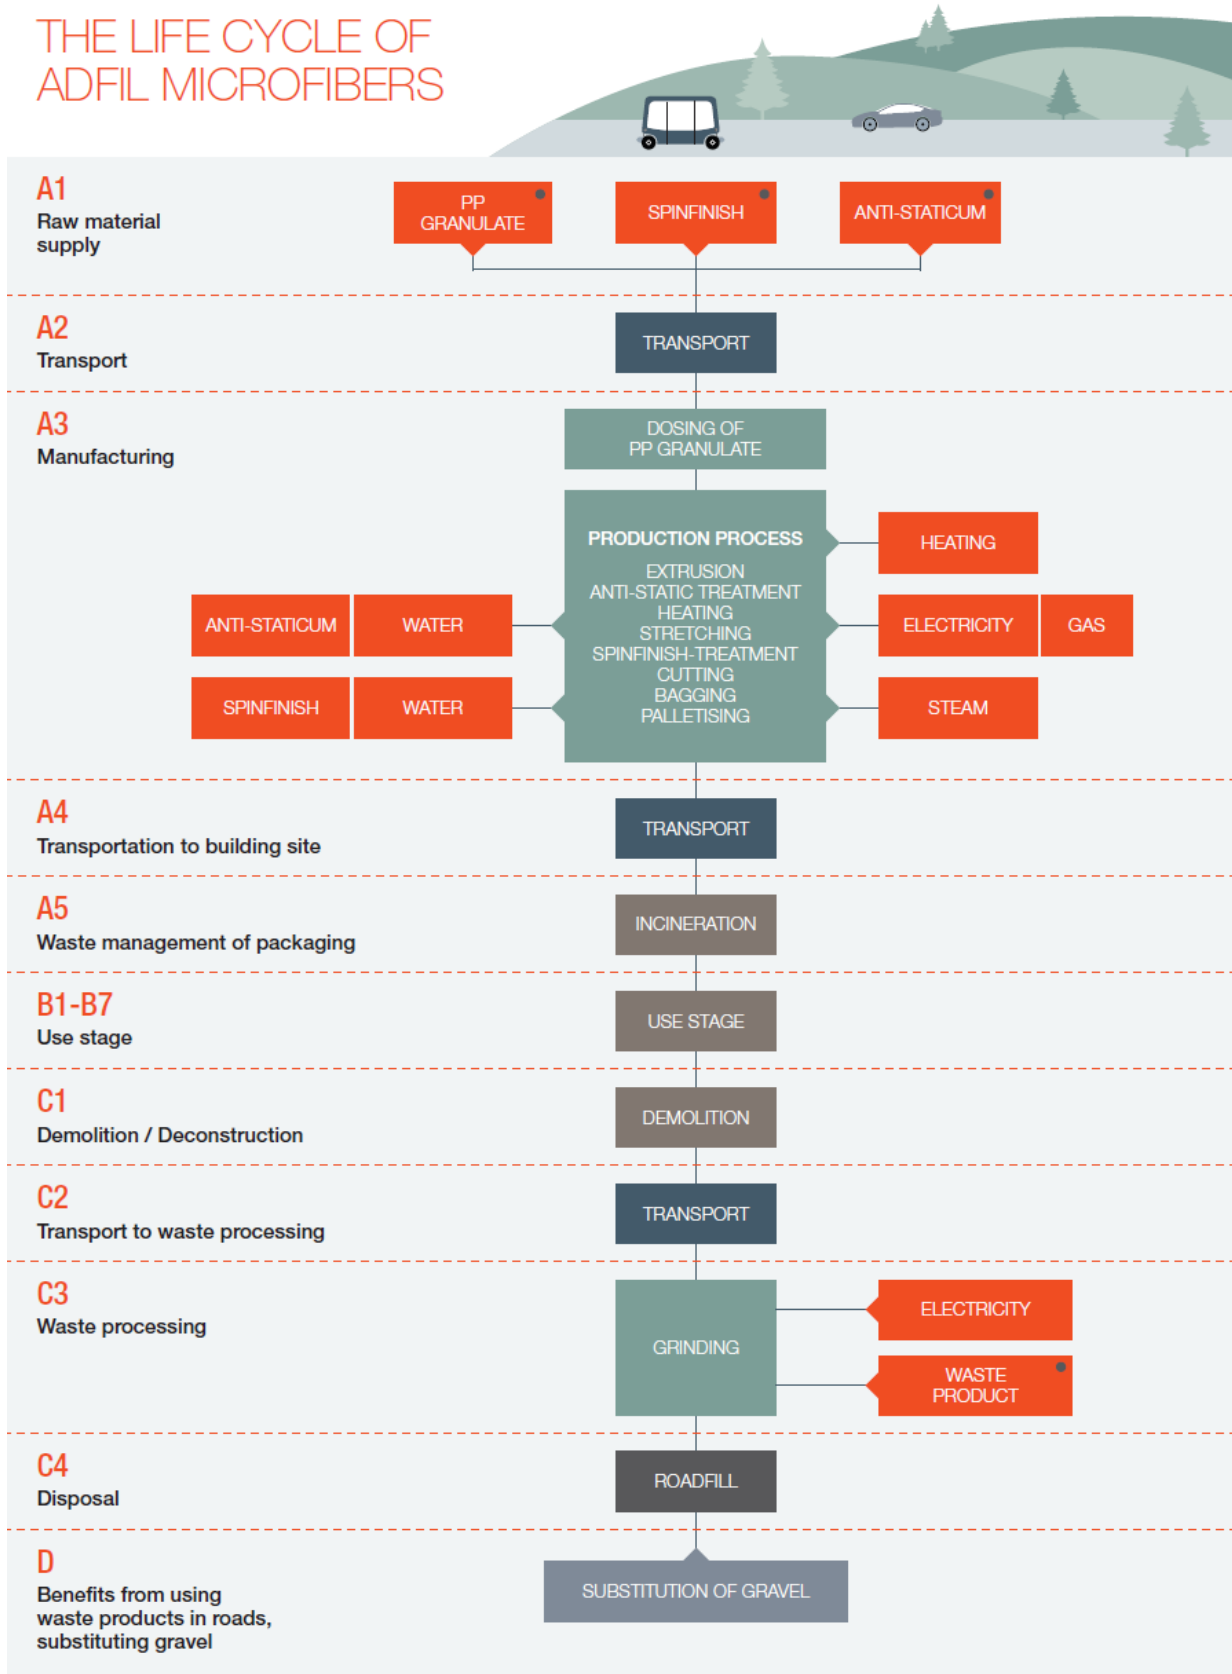 THE LIFE CYCLE OF
ADFIL MICROFIBERS
A1
Raw material
supply
PP
GRANULATE
SPINFINISH
ANTI-STATICUM
A2
Transport
TRANSPORT
A3
Manufacturing
DOSING OF
PP GRANULATE
PRODUCTION PROCESS
EXTRUSION
ANTI-STATIC TREATMENT
HEATING
STRETCHING
SPINFINISH-TREATMENT
CUTTING
BAGGING
PALLETISING
HEATING
ANTI-STATICUM
WATER
ELECTRICITY
GAS
SPINFINISH
WATER
STEAM
A4
Transportation to building site
TRANSPORT
A5
Waste management of packaging
INCINERATION
B1-B7
Use stage
USE STAGE
C1
Demolition / Deconstruction
DEMOLITION
C2
Transport to waste processing
TRANSPORT
C3
Waste processing
GRINDING
ELECTRICITY
WASTE
PRODUCT
C4
Disposal
ROADFILL
D
Benefits from using
waste products in roads,
substituting gravel
SUBSTITUTION OF GRAVEL